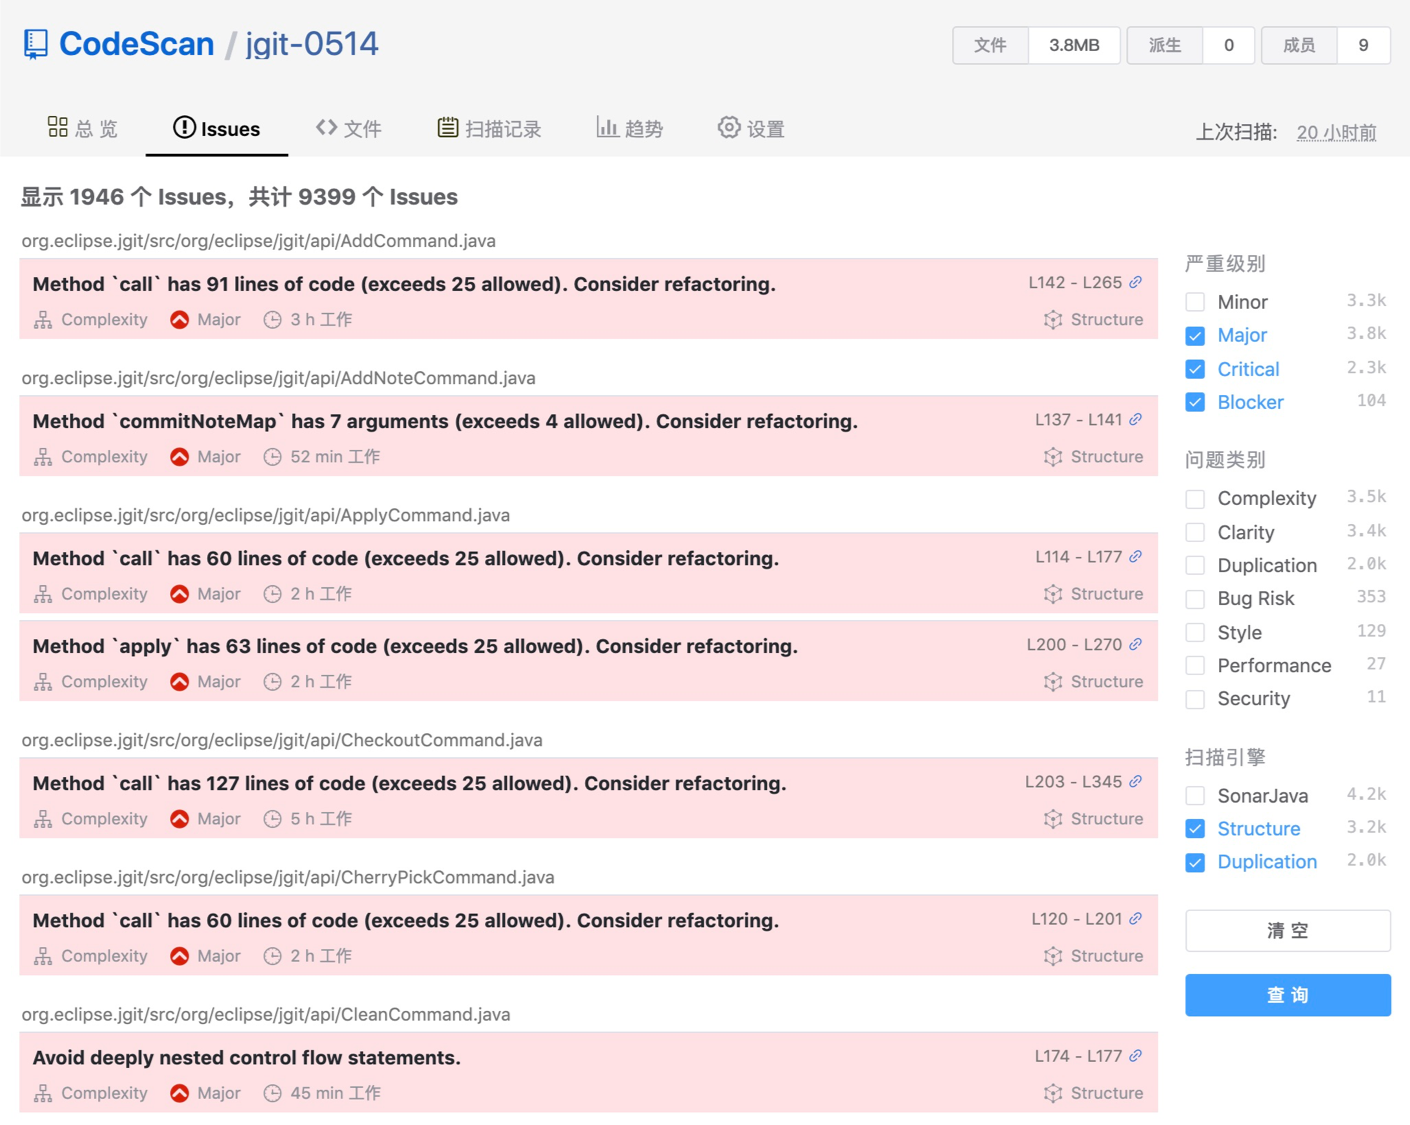 CodeScan / jgit-0514
文件 3.8MB 派生 0 成员 9
总 览 Issues 文件 扫描记录 趋势 设置 上次扫描: 20 小时前
显示 1946 个 Issues，共计 9399 个 Issues
org.eclipse.jgit/src/org/eclipse/jgit/api/AddCommand.java
Method `call` has 91 lines of code (exceeds 25 allowed). Consider refactoring. L142 - L265
Complexity Major 3 h 工作 Structure
org.eclipse.jgit/src/org/eclipse/jgit/api/AddNoteCommand.java
Method `commitNoteMap` has 7 arguments (exceeds 4 allowed). Consider refactoring. L137 - L141
Complexity Major 52 min 工作 Structure
org.eclipse.jgit/src/org/eclipse/jgit/api/ApplyCommand.java
Method `call` has 60 lines of code (exceeds 25 allowed). Consider refactoring. L114 - L177
Complexity Major 2 h 工作 Structure
Method `apply` has 63 lines of code (exceeds 25 allowed). Consider refactoring. L200 - L270
Complexity Major 2 h 工作 Structure
org.eclipse.jgit/src/org/eclipse/jgit/api/CheckoutCommand.java
Method `call` has 127 lines of code (exceeds 25 allowed). Consider refactoring. L203 - L345
Complexity Major 5 h 工作 Structure
org.eclipse.jgit/src/org/eclipse/jgit/api/CherryPickCommand.java
Method `call` has 60 lines of code (exceeds 25 allowed). Consider refactoring. L120 - L201
Complexity Major 2 h 工作 Structure
org.eclipse.jgit/src/org/eclipse/jgit/api/CleanCommand.java
Avoid deeply nested control flow statements. L174 - L177
Complexity Major 45 min 工作 Structure
严重级别
Minor 3.3k
Major 3.8k
Critical 2.3k
Blocker 104
问题类别
Complexity 3.5k
Clarity 3.4k
Duplication 2.0k
Bug Risk 353
Style 129
Performance 27
Security 11
扫描引擎
SonarJava 4.2k
Structure 3.2k
Duplication 2.0k
清 空
查 询